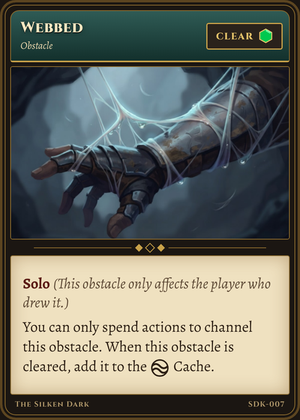 Webbed
CLEAR
Obstacle
Solo (This obstacle only affects the player who
drew it.)
You can only spend actions to channel
this obstacle. When this obstacle is
cleared, add it to the Cache.
The Silken Dark
SDK-007